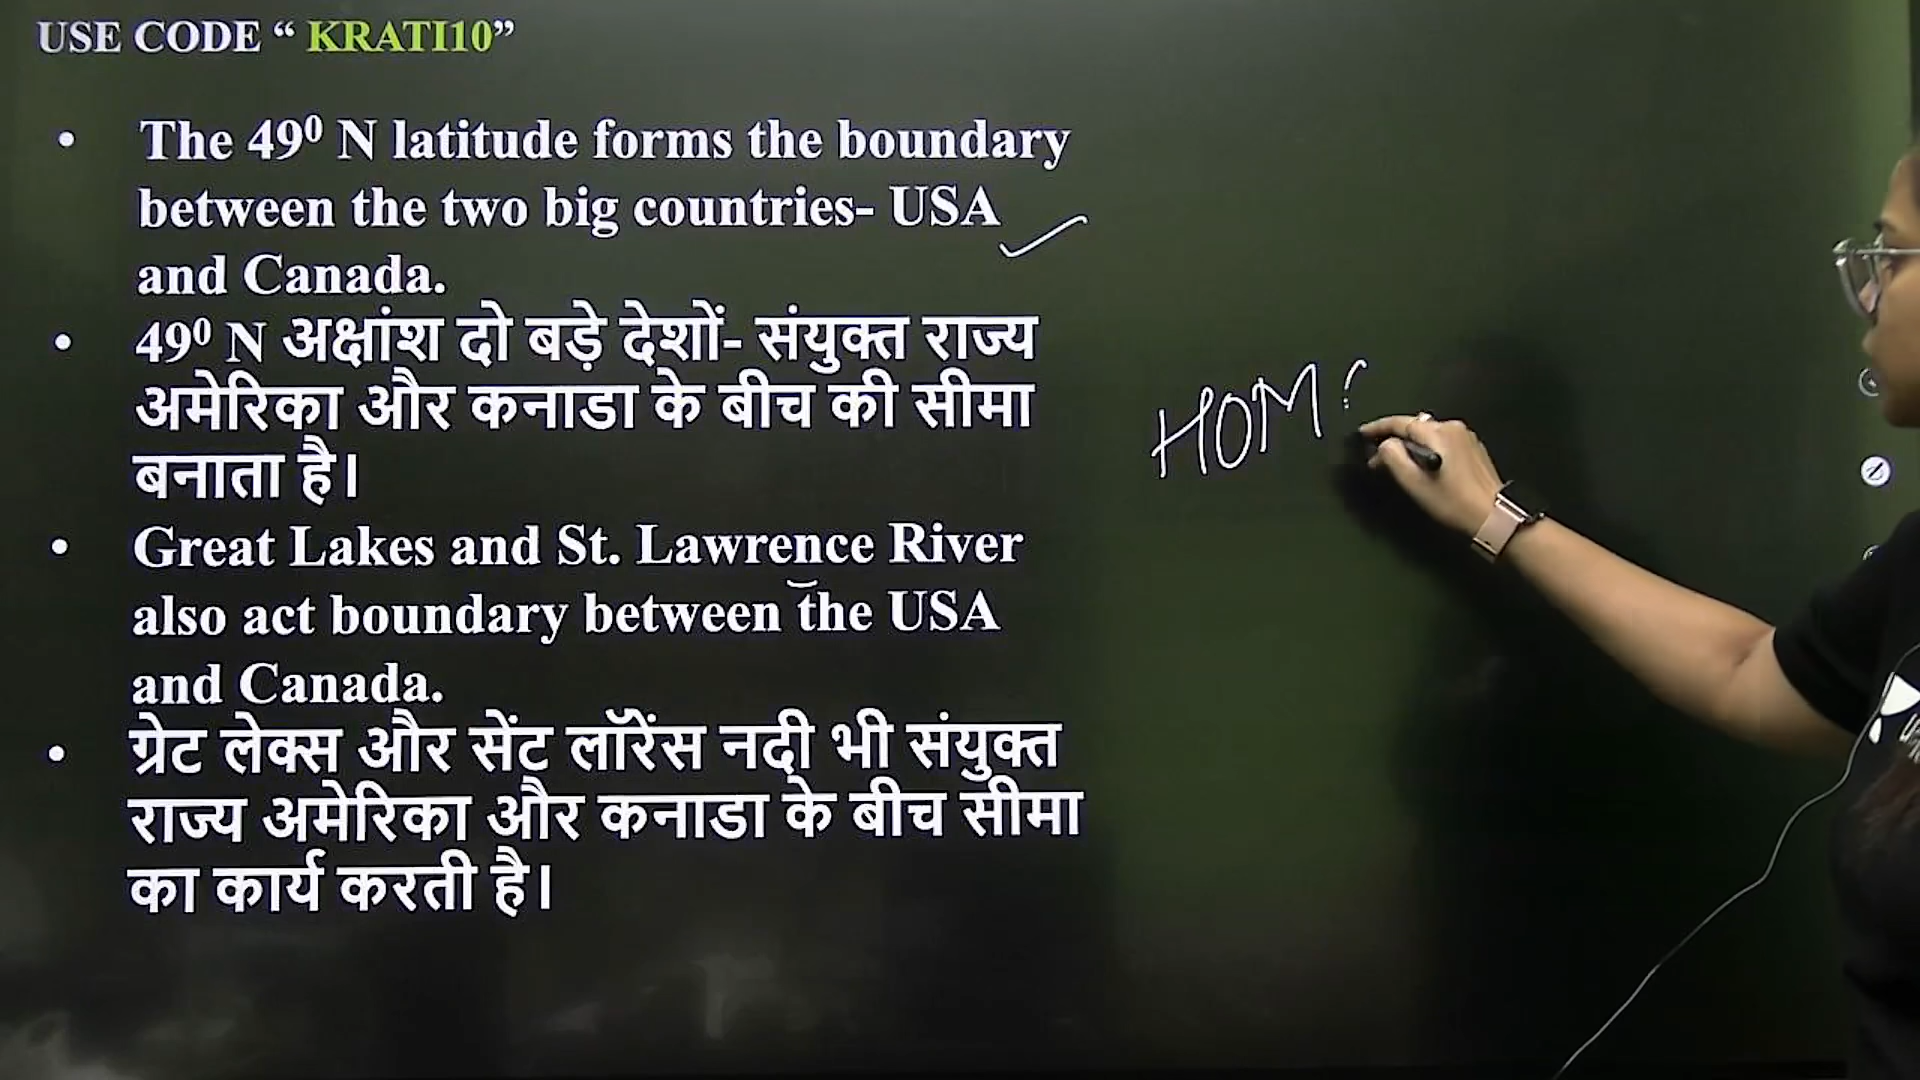 USE CODE “ KRATI10”
• The 49⁰ N latitude forms the boundary
between the two big countries- USA
and Canada.
• 49⁰ N अक्षांश दो बड़े देशों- संयुक्त राज्य
अमेरिका और कनाडा के बीच की सीमा
बनाता है।
• Great Lakes and St. Lawrence River
also act boundary between the USA
and Canada.
• ग्रेट लेक्स और सेंट लॉरेंस नदी भी संयुक्त
राज्य अमेरिका और कनाडा के बीच सीमा
का कार्य करती है।
HOM